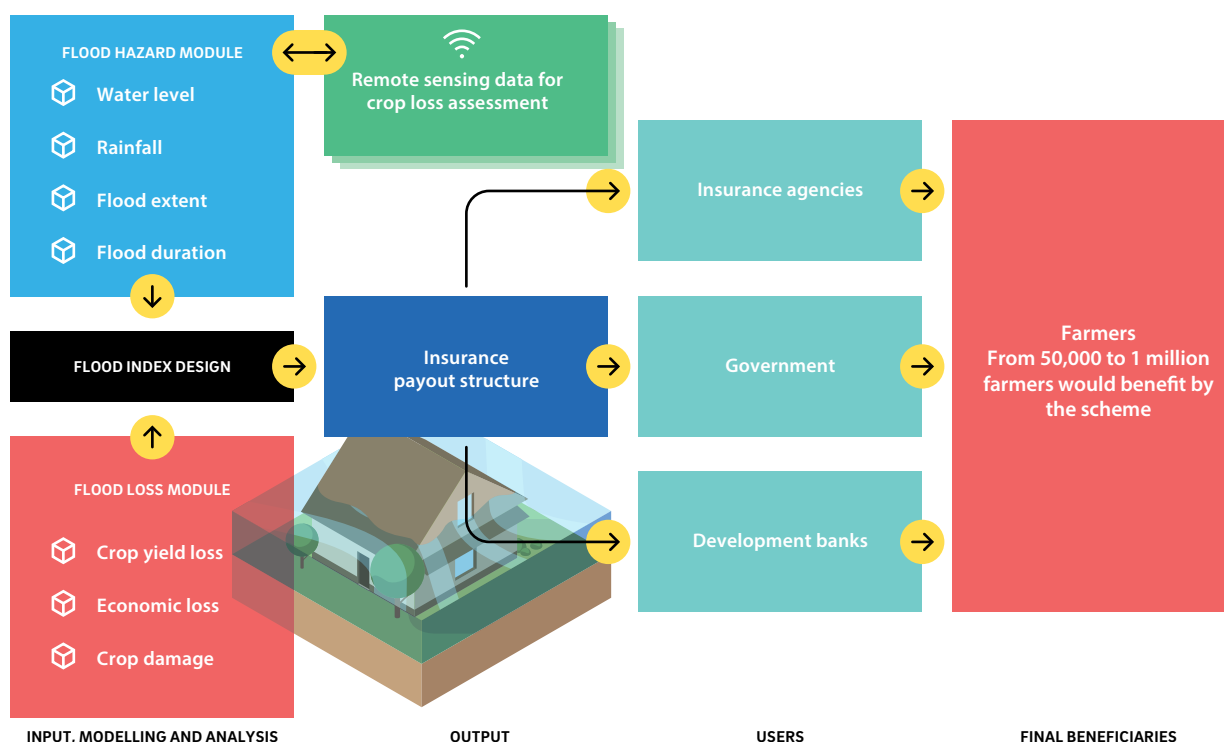 FLOOD HAZARD MODULE
Water level
Rainfall
Flood extent
Flood duration
FLOOD INDEX DESIGN
FLOOD LOSS MODULE
Crop yield loss
Economic loss
Crop damage
INPUT, MODELLING AND ANALYSIS
Remote sensing data for
crop loss assessment
Insurance
payout structure
OUTPUT
Insurance agencies
Government
Development banks
USERS
Farmers
From 50,000 to 1 million
farmers would benefit by
the scheme
FINAL BENEFICIARIES